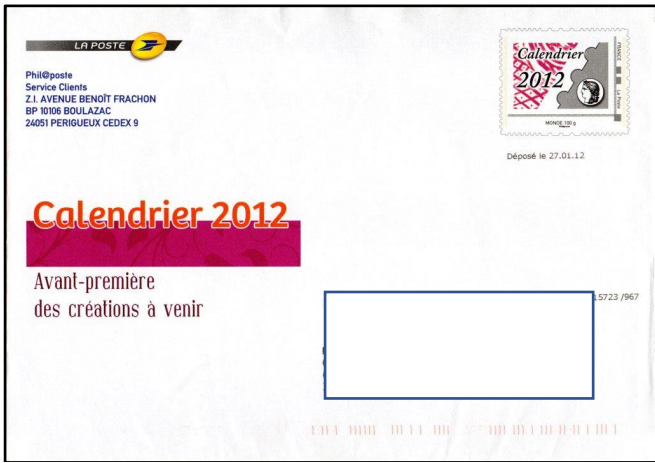 LA POSTE
Phil@poste
Service Clients
Z.I. AVENUE BENOÎT FRACHON
BP 10106 BOULAZAC
24051 PERIGUEUX CEDEX 9
Calendrier
2012
FRANCE
La Poste
MONDE 100 g
Déposé le 27.01.12
Calendrier 2012
Avant-première
des créations à venir
15723 /967